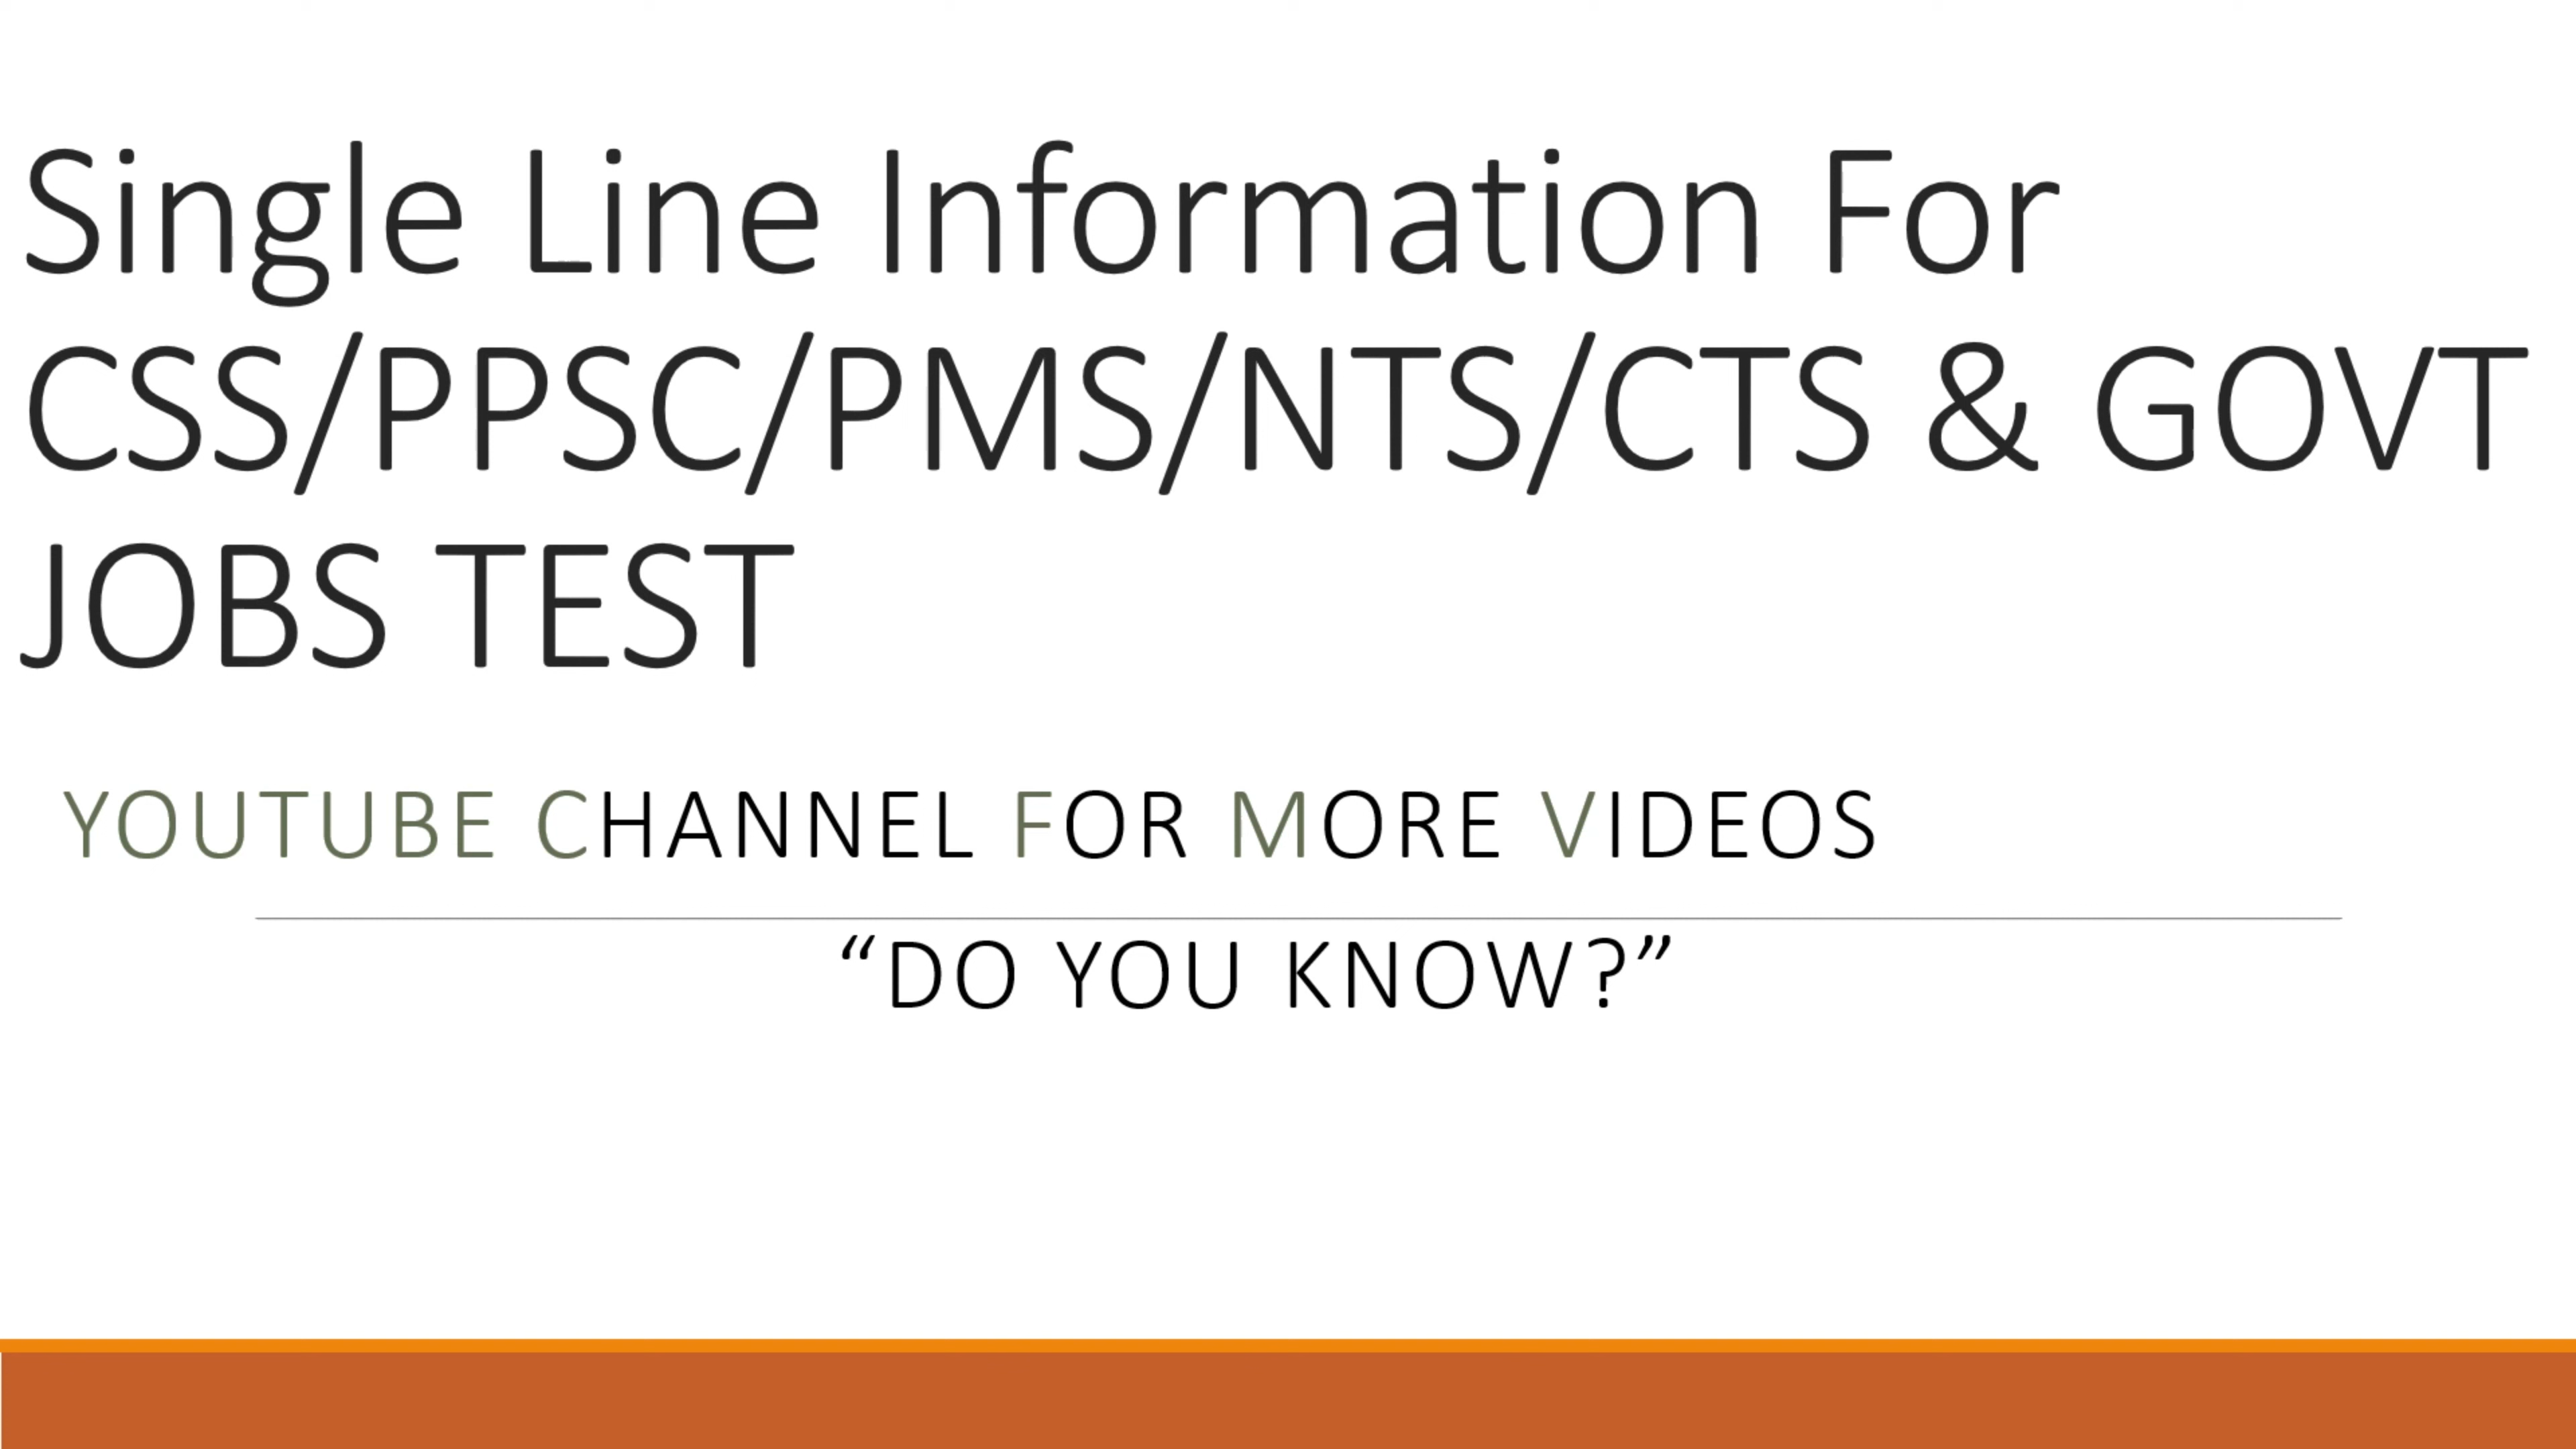 Single Line Information For
CSS/PPSC/PMS/NTS/CTS & GOVT
JOBS TEST
YOUTUBE CHANNEL FOR MORE VIDEOS
“DO YOU KNOW?”